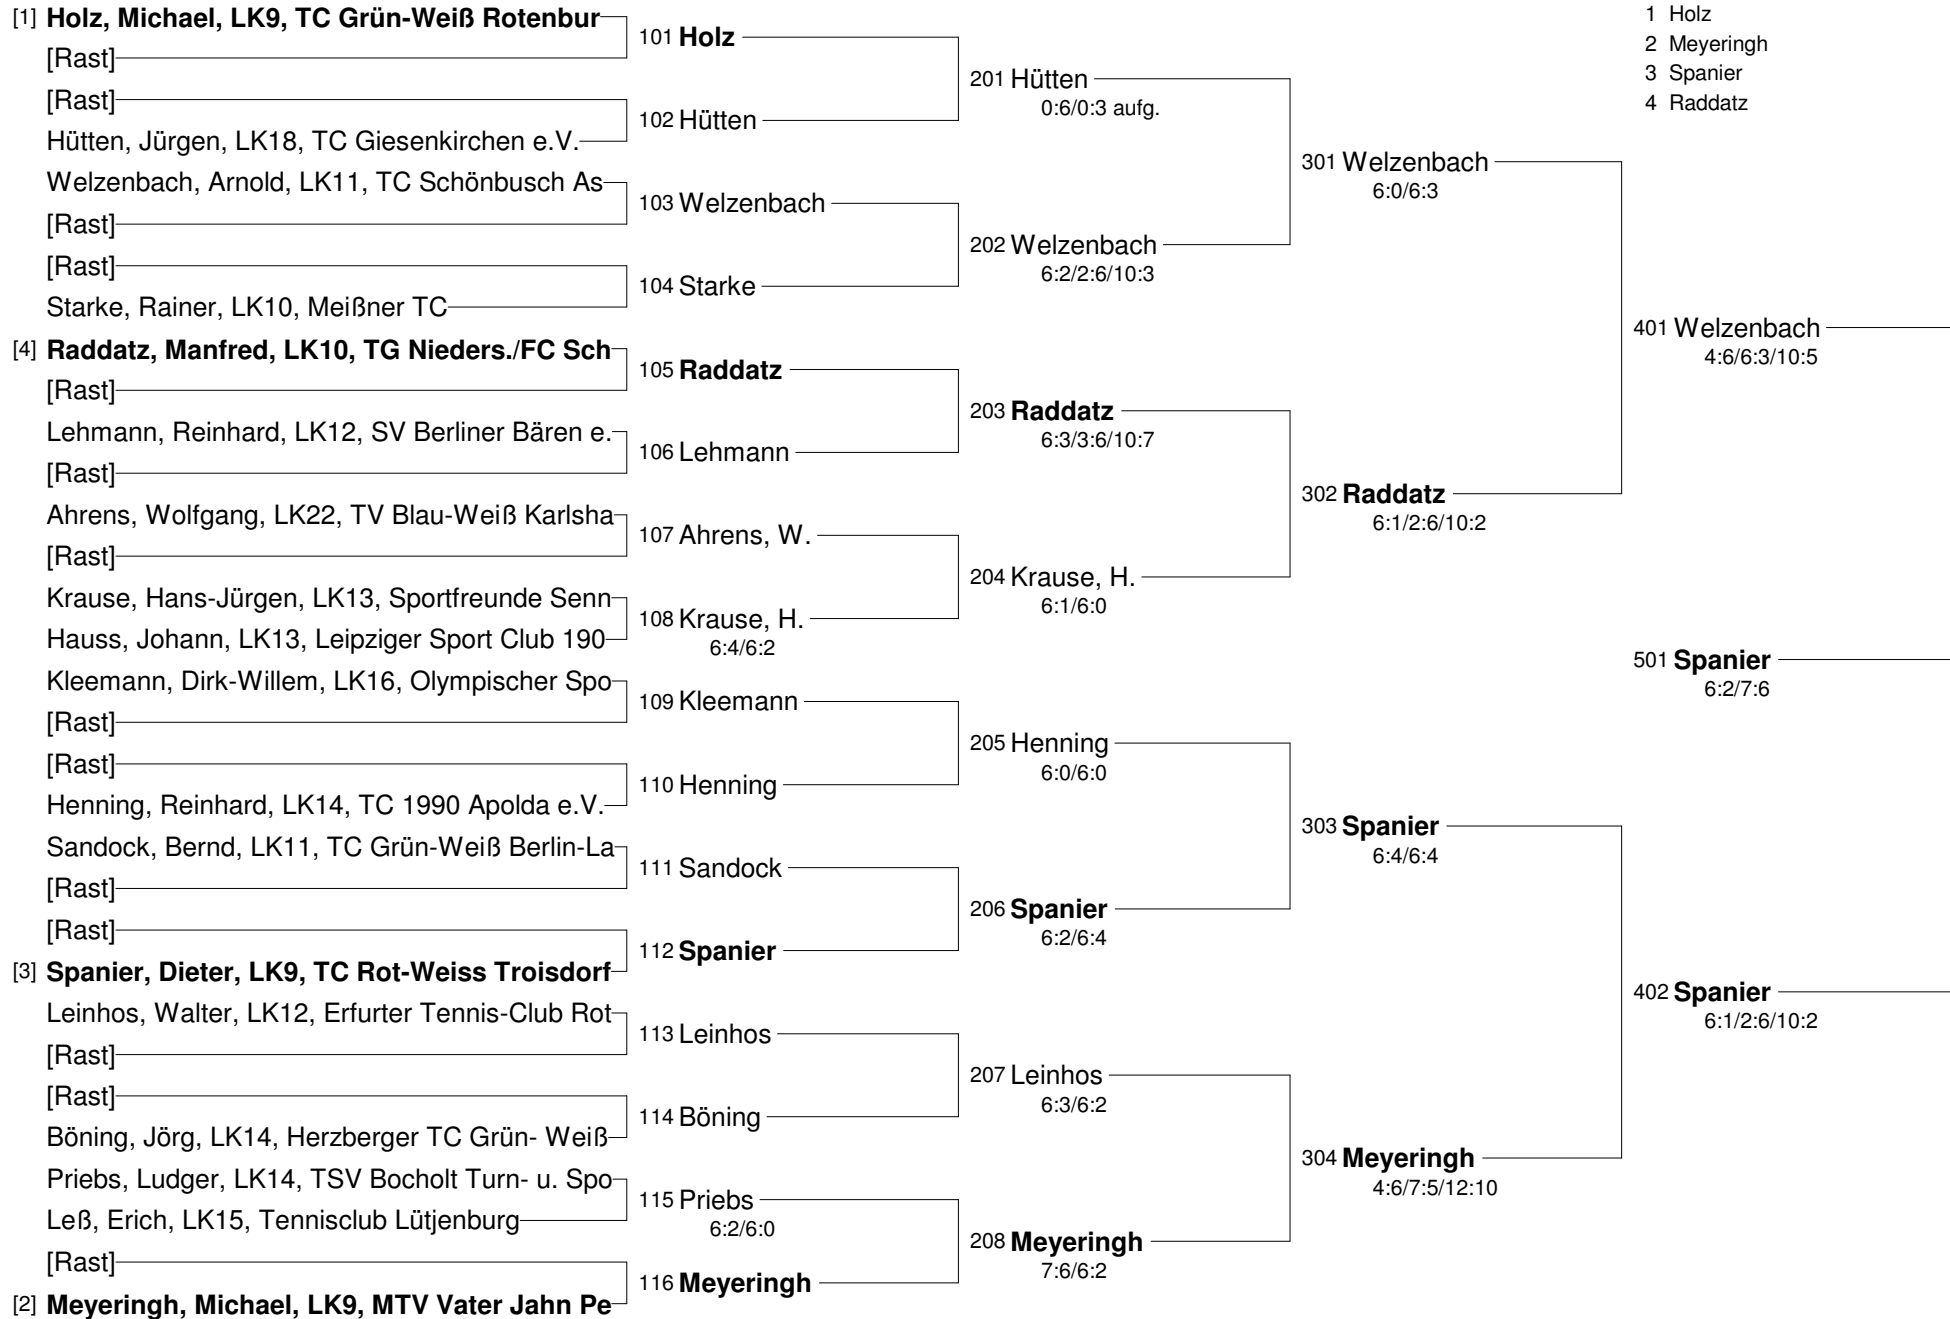 [1] Holz, Michael, LK9, TC Grün-Weiß Rotenbur
[Rast]
[Rast]
Hütten, Jürgen, LK18, TC Giesenkirchen e.V.
Welzenbach, Arnold, LK11, TC Schönbusch As
[Rast]
[Rast]
Starke, Rainer, LK10, Meißner TC
[4] Raddatz, Manfred, LK10, TG Nieders./FC Sch
[Rast]
Lehmann, Reinhard, LK12, SV Berliner Bären e.
[Rast]
Ahrens, Wolfgang, LK22, TV Blau-Weiß Karlsha
[Rast]
Krause, Hans-Jürgen, LK13, Sportfreunde Senn
Hauss, Johann, LK13, Leipziger Sport Club 190
Kleemann, Dirk-Willem, LK16, Olympischer Spo
[Rast]
[Rast]
Henning, Reinhard, LK14, TC 1990 Apolda e.V.
Sandock, Bernd, LK11, TC Grün-Weiß Berlin-La
[Rast]
[Rast]
[3] Spanier, Dieter, LK9, TC Rot-Weiss Troisdorf
Leinhos, Walter, LK12, Erfurter Tennis-Club Rot
[Rast]
[Rast]
Böning, Jörg, LK14, Herzberger TC Grün- Weiß
Priebs, Ludger, LK14, TSV Bocholt Turn- u. Spo
Leß, Erich, LK15, Tennisclub Lütjenburg
[Rast]
[2] Meyeringh, Michael, LK9, MTV Vater Jahn Pe
101 Holz
102 Hütten
103 Welzenbach
104 Starke
105 Raddatz
106 Lehmann
107 Ahrens, W.
108 Krause, H.
6:4/6:2
109 Kleemann
110 Henning
111 Sandock
112 Spanier
113 Leinhos
114 Böning
115 Priebs
6:2/6:0
116 Meyeringh
201 Hütten
0:6/0:3 aufg.
202 Welzenbach
6:2/2:6/10:3
203 Raddatz
6:3/3:6/10:7
204 Krause, H.
6:1/6:0
205 Henning
6:0/6:0
206 Spanier
6:2/6:4
207 Leinhos
6:3/6:2
208 Meyeringh
7:6/6:2
301 Welzenbach
6:0/6:3
302 Raddatz
6:1/2:6/10:2
303 Spanier
6:4/6:4
304 Meyeringh
4:6/7:5/12:10
1 Holz
2 Meyeringh
3 Spanier
4 Raddatz
401 Welzenbach
4:6/6:3/10:5
501 Spanier
6:2/7:6
402 Spanier
6:1/2:6/10:2